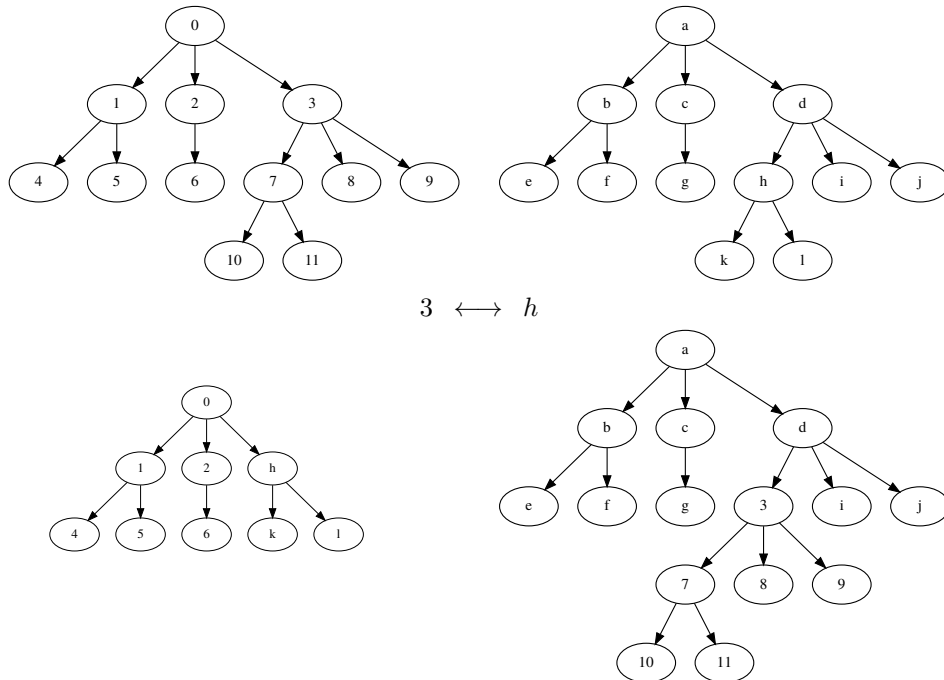 0 a
1 2 3 b c d
4 5 6 7 8 9 e f g h i j
10 11 k l
3 ⟷ h
a
0
b c d
1 2 h
e f g 3 i j
4 5 6 k l
7 8 9
10 11